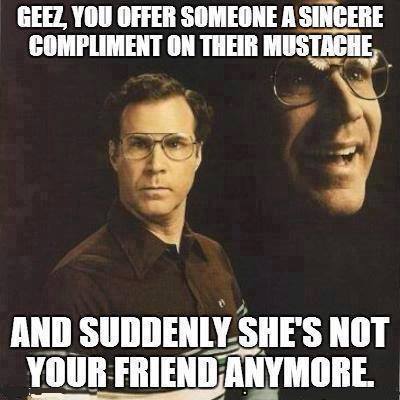 GEEZ, YOU OFFER SOMEONE A SINCERE
COMPLIMENT ON THEIR MUSTACHE
AND SUDDENLY SHE'S NOT
YOUR FRIEND ANYMORE.